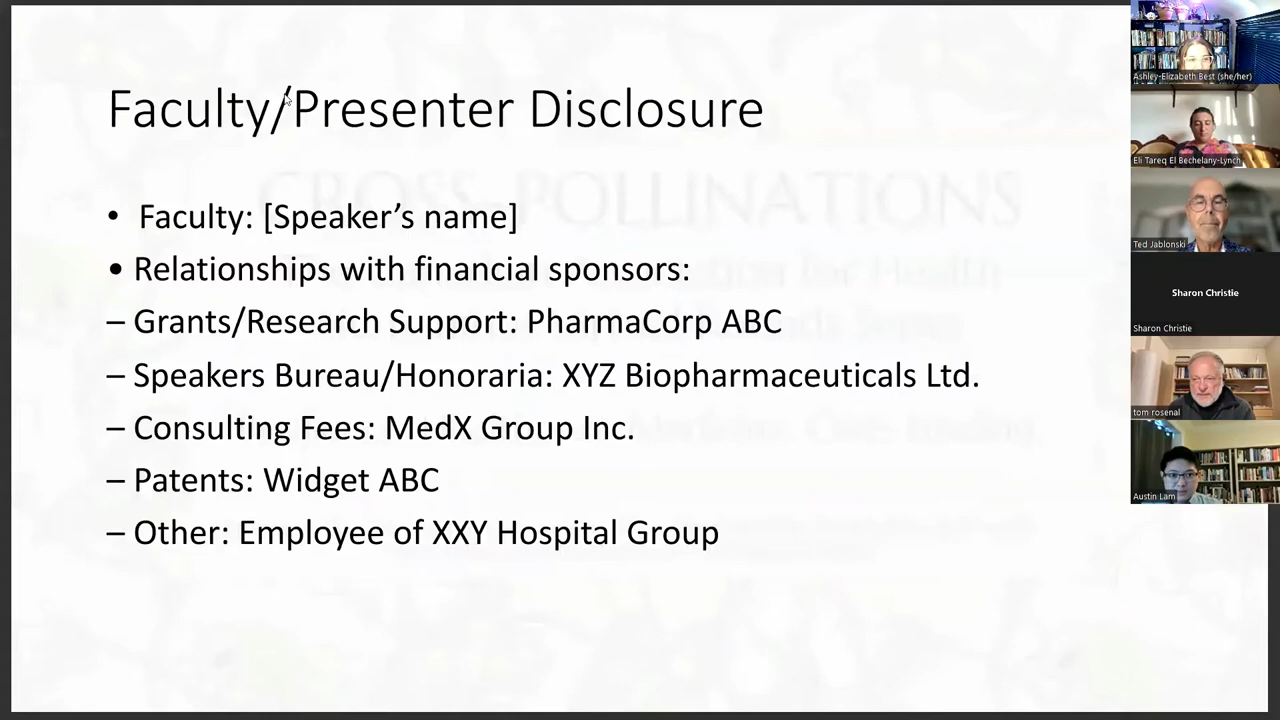 Faculty/Presenter Disclosure
• Faculty: [Speaker’s name]
• Relationships with financial sponsors:
– Grants/Research Support: PharmaCorp ABC
– Speakers Bureau/Honoraria: XYZ Biopharmaceuticals Ltd.
– Consulting Fees: MedX Group Inc.
– Patents: Widget ABC
– Other: Employee of XXY Hospital Group
CROSS-POLLINATIONS
Ashley-Elizabeth Best (she/her)
Eli Tareq El Bechelany-Lynch
Ted Jablonski
Sharon Christie
Sharon Christie
tom rosenal
Austin Lam